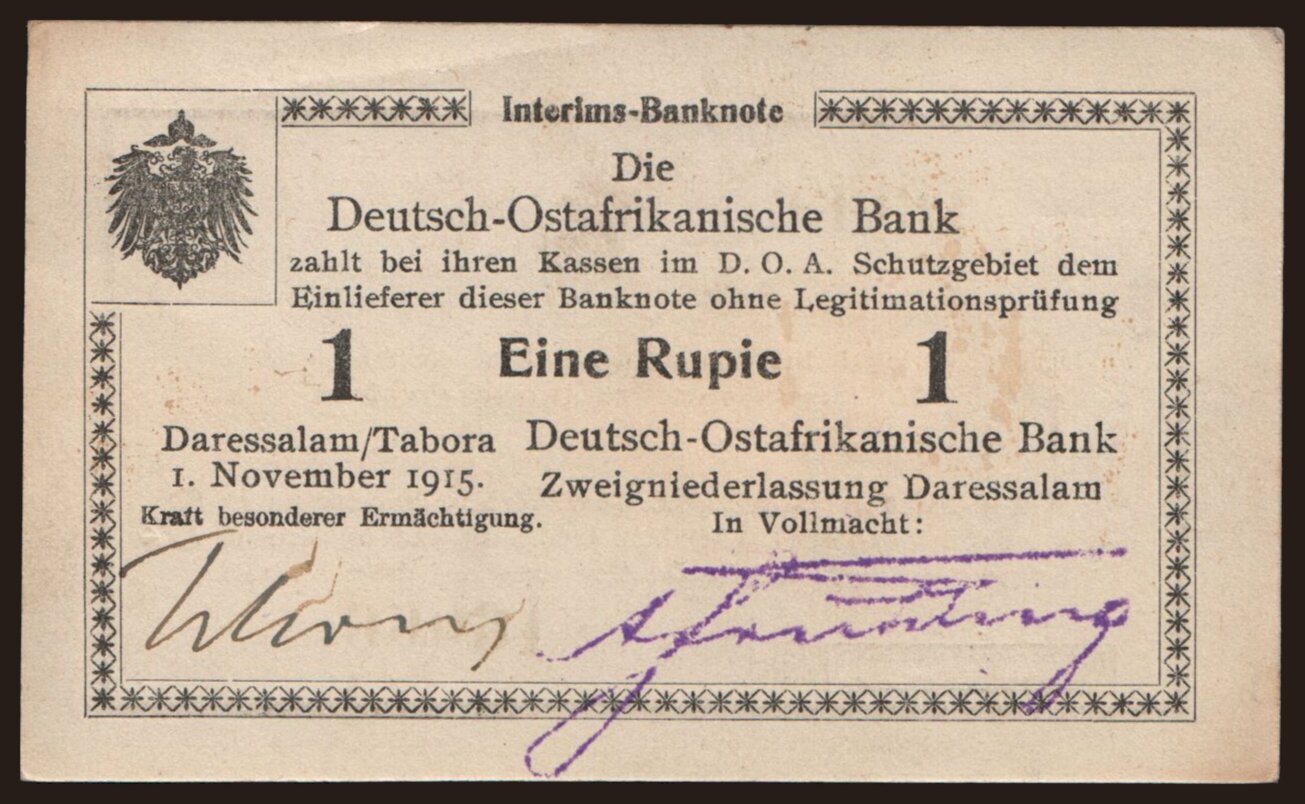 Interims-Banknote
Die
Deutsch-Ostafrikanische Bank
zahlt bei ihren Kassen im D. O. A. Schutzgebiet dem
Einlieferer dieser Banknote ohne Legitimationsprüfung
1 Eine Rupie 1
Daressalam/Tabora Deutsch-Ostafrikanische Bank
1. November 1915. Zweigniederlassung Daressalam
Kraft besonderer Ermächtigung. In Vollmacht: